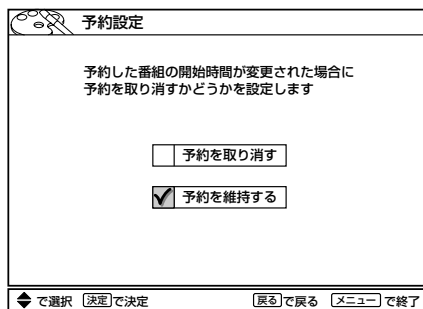 予約設定
予約した番組の開始時間が変更された場合に
予約を取り消すかどうかを設定します
予約を取り消す
予約を維持する
で選択 決定で決定 戻るで戻る メニューで終了